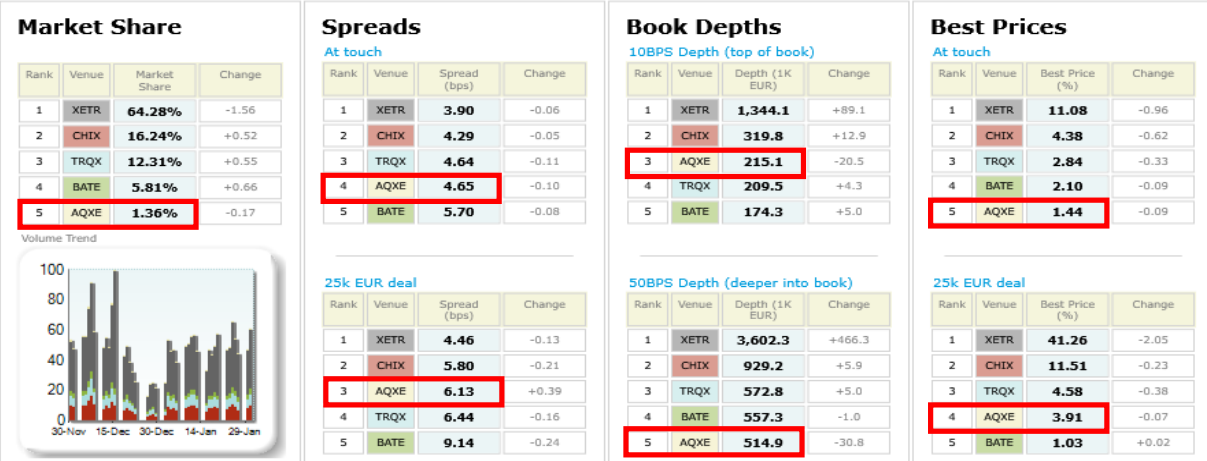 Market Share
Rank Venue Market Share Change
1 XETR 64.28% -1.56
2 CHIX 16.24% +0.52
3 TRQX 12.31% +0.55
4 BATE 5.81% +0.66
5 AQXE 1.36% -0.17
Volume Trend
100
80
60
40
20
0
30-Nov 15-Dec 30-Dec 14-Jan 29-Jan
Spreads
At touch
Rank Venue Spread (bps) Change
1 XETR 3.90 -0.06
2 CHIX 4.29 -0.05
3 TRQX 4.64 -0.11
4 AQXE 4.65 -0.10
5 BATE 5.70 -0.08
25k EUR deal
Rank Venue Spread (bps) Change
1 XETR 4.46 -0.13
2 CHIX 5.80 -0.21
3 AQXE 6.13 +0.39
4 TRQX 6.44 -0.16
5 BATE 9.14 -0.24
Book Depths
10BPS Depth (top of book)
Rank Venue Depth (1K EUR) Change
1 XETR 1,344.1 +89.1
2 CHIX 319.8 +12.9
3 AQXE 215.1 -20.5
4 TRQX 209.5 +4.3
5 BATE 174.3 +5.0
50BPS Depth (deeper into book)
Rank Venue Depth (1K EUR) Change
1 XETR 3,602.3 +466.3
2 CHIX 929.2 +5.9
3 TRQX 572.8 +5.0
4 BATE 557.3 -1.0
5 AQXE 514.9 -30.8
Best Prices
At touch
Rank Venue Best Price (%) Change
1 XETR 11.08 -0.96
2 CHIX 4.38 -0.62
3 TRQX 2.84 -0.33
4 BATE 2.10 -0.09
5 AQXE 1.44 -0.09
25k EUR deal
Rank Venue Best Price (%) Change
1 XETR 41.26 -2.05
2 CHIX 11.51 -0.23
3 TRQX 4.58 -0.38
4 AQXE 3.91 -0.07
5 BATE 1.03 +0.02